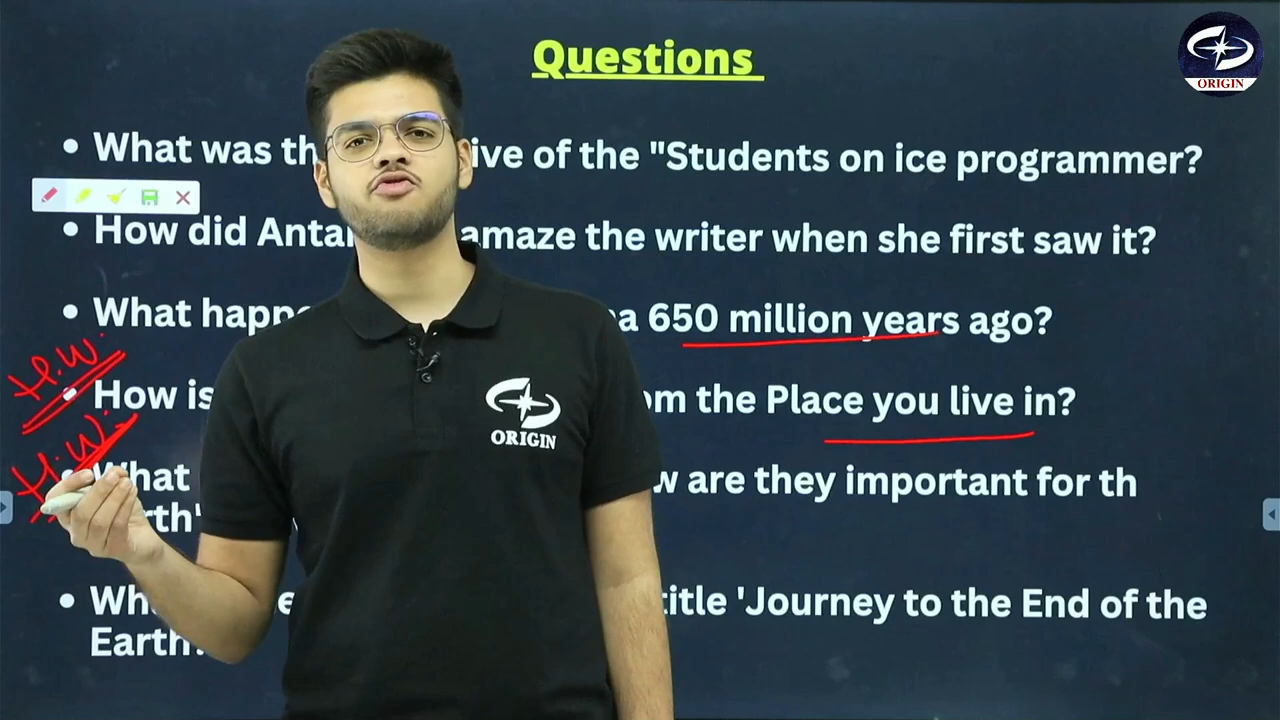 Questions
ORIGIN
What was th ive of the "Students on ice programmer?
How did Anta amaze the writer when she first saw it?
What happe a 650 million years ago?
H.W.
How is om the Place you live in?
H.W.
What w are they important for th
rth'
ORIGIN
Wh e title 'Journey to the End of the
Earth